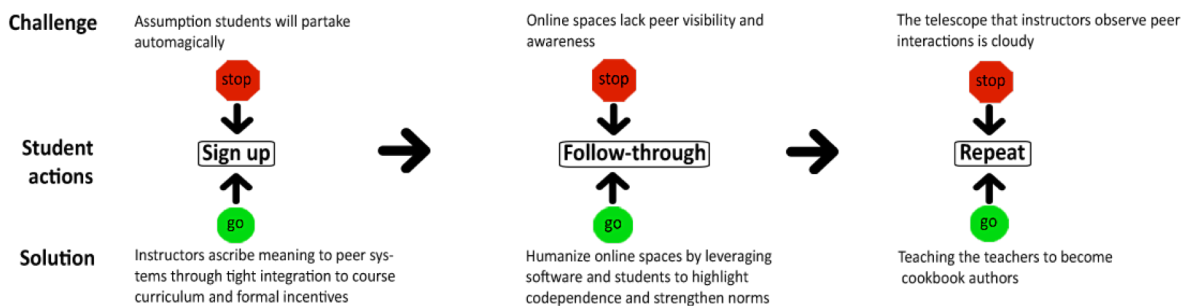 Challenge
Assumption students will partake
automagically
Online spaces lack peer visibility and
awareness
The telescope that instructors observe peer
interactions is cloudy
stop
stop
stop
Student
actions
Sign up
Follow-through
Repeat
go
go
go
Solution
Instructors ascribe meaning to peer sys-
tems through tight integration to course
curriculum and formal incentives
Humanize online spaces by leveraging
software and students to highlight
codependence and strengthen norms
Teaching the teachers to become
cookbook authors